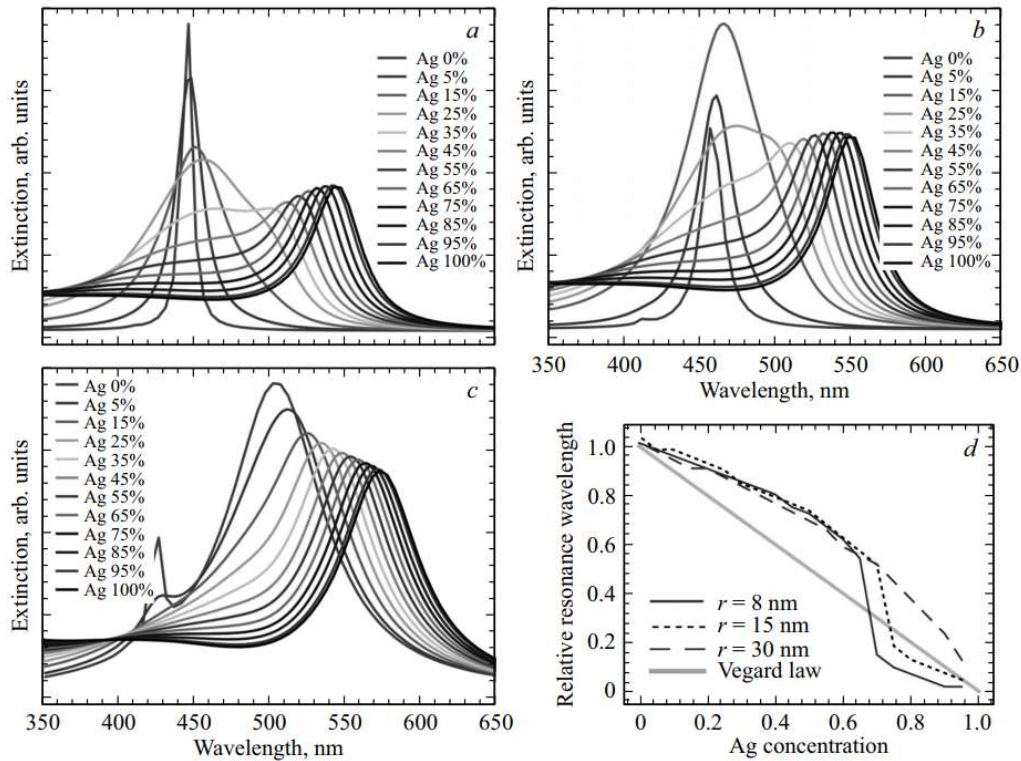 a
Extinction, arb. units
Ag 0%
Ag 5%
Ag 15%
Ag 25%
Ag 35%
Ag 45%
Ag 55%
Ag 65%
Ag 75%
Ag 85%
Ag 95%
Ag 100%
b
Extinction, arb. units
Ag 0%
Ag 5%
Ag 15%
Ag 25%
Ag 35%
Ag 45%
Ag 55%
Ag 65%
Ag 75%
Ag 85%
Ag 95%
Ag 100%
350 400 450 500 550 600 650
Wavelength, nm
c
Extinction, arb. units
Ag 0%
Ag 5%
Ag 15%
Ag 25%
Ag 35%
Ag 45%
Ag 55%
Ag 65%
Ag 75%
Ag 85%
Ag 95%
Ag 100%
350 400 450 500 550 600 650
Wavelength, nm
d
Relative resonance wavelength
1.0
0.8
0.6
0.4
0.2
0
r = 8 nm
r = 15 nm
r = 30 nm
Vegard law
0 0.2 0.4 0.6 0.8 1.0
Ag concentration